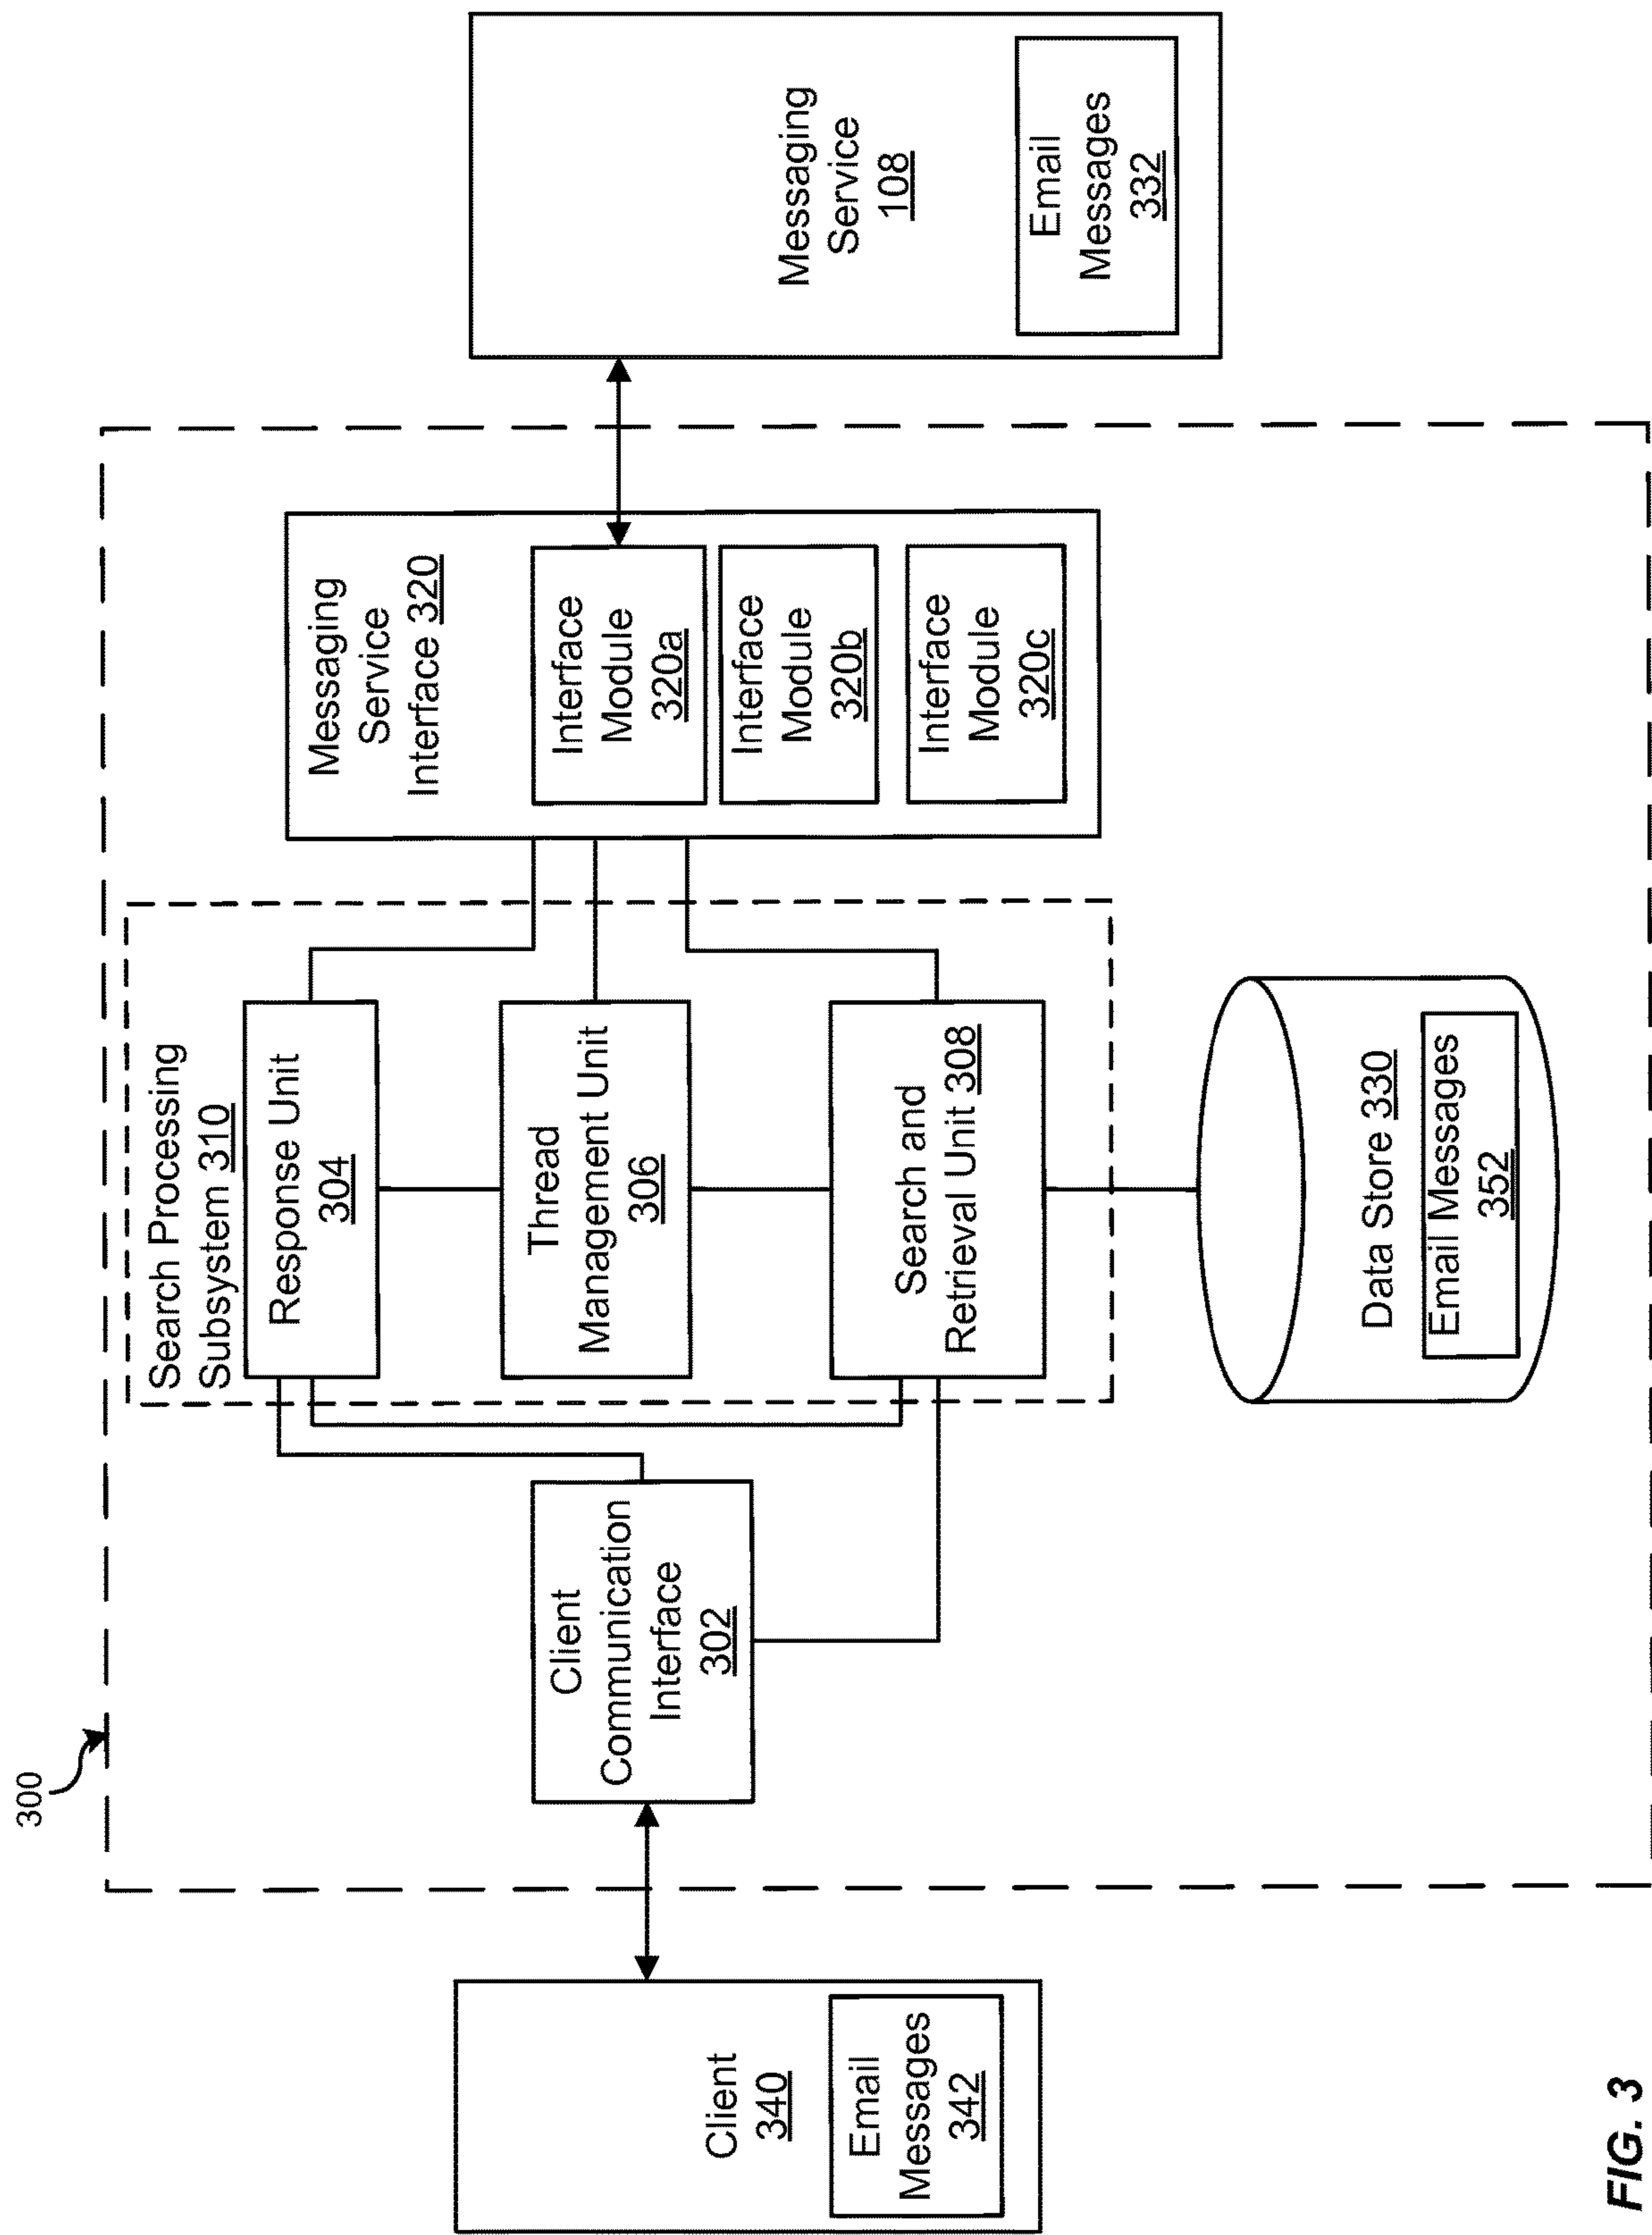 300
Client
340
Email
Messages
342
Client
Communication
Interface
302
Search Processing
Subsystem 310
Response Unit
304
Thread
Management Unit
306
Search and
Retrieval Unit 308
Data Store 330
Email Messages
352
Messaging
Service
Interface 320
Interface
Module
320a
Interface
Module
320b
Interface
Module
320c
Messaging
Service
108
Email
Messages
332
FIG. 3